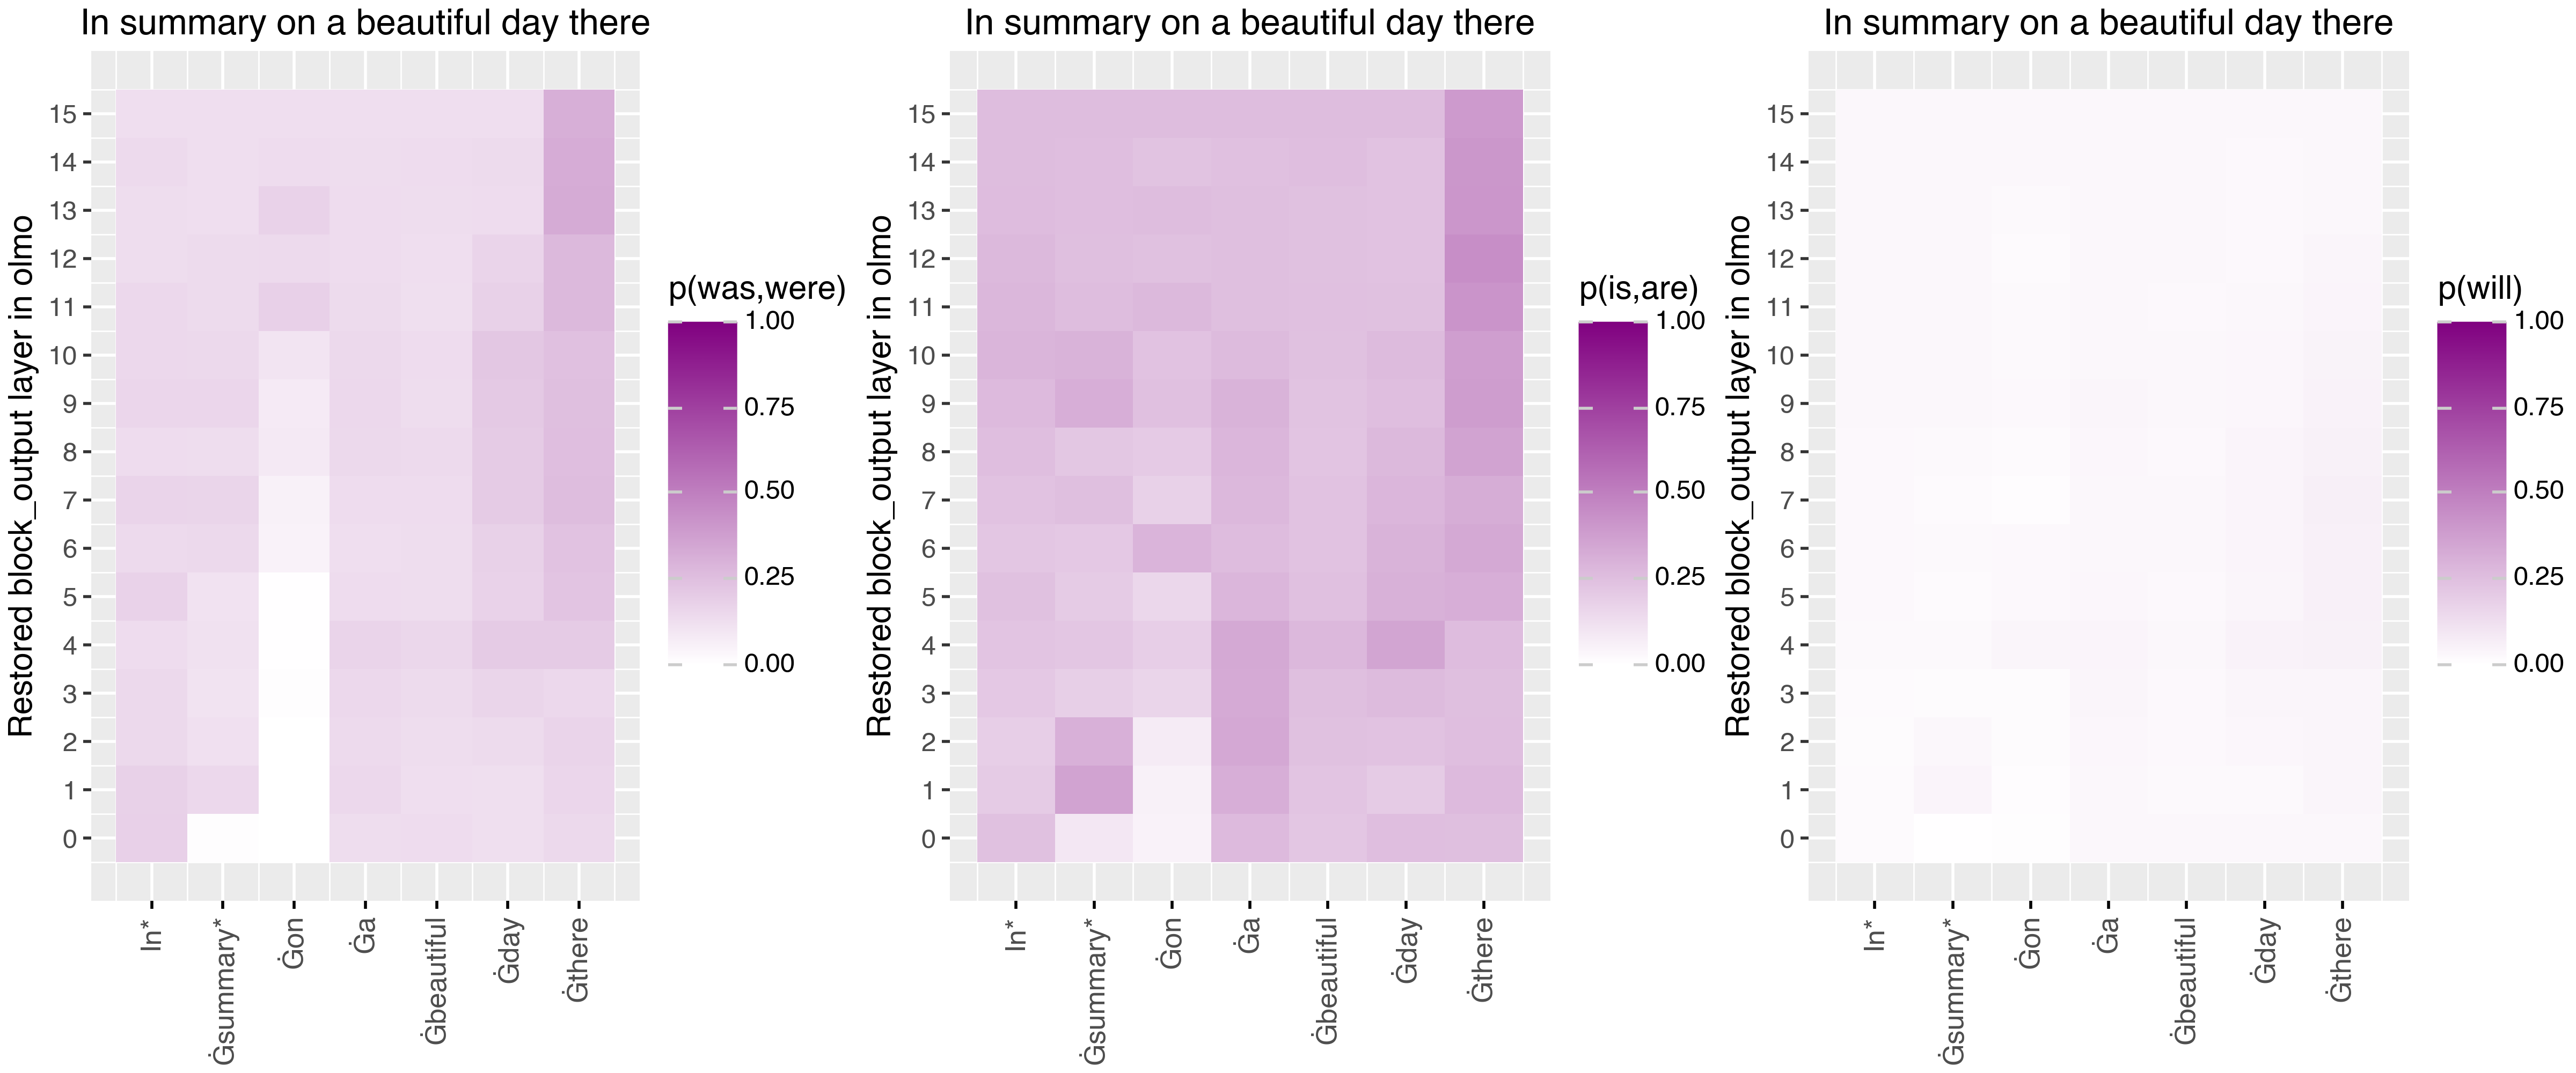 In summary on a beautiful day there
Restored block_output layer in olmo
15
14
13
12
11
10
9
8
7
6
5
4
3
2
1
0
In*
Ġsummary*
Ġon
Ġa
Ġbeautiful
Ġday
Ġthere
p(was,were)
1.00
0.75
0.50
0.25
0.00
In summary on a beautiful day there
Restored block_output layer in olmo
15
14
13
12
11
10
9
8
7
6
5
4
3
2
1
0
In*
Ġsummary*
Ġon
Ġa
Ġbeautiful
Ġday
Ġthere
p(is,are)
1.00
0.75
0.50
0.25
0.00
In summary on a beautiful day there
Restored block_output layer in olmo
15
14
13
12
11
10
9
8
7
6
5
4
3
2
1
0
In*
Ġsummary*
Ġon
Ġa
Ġbeautiful
Ġday
Ġthere
p(will)
1.00
0.75
0.50
0.25
0.00